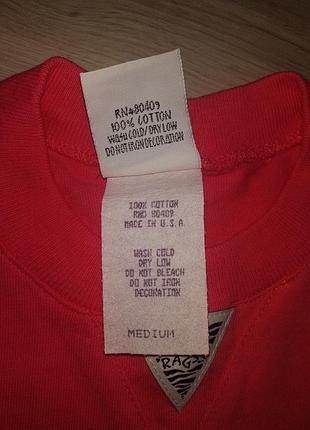 RN#80409
100% COTTON
WASH COLD/DRY LOW
DO NOT IRON DECORATION
100% COTTON
RN# 80409
MADE IN U.S.A
WASH COLD
DRY LOW
DO NOT BLEACH
DO NOT IRON
DECORATION
MEDIUM
RAGS